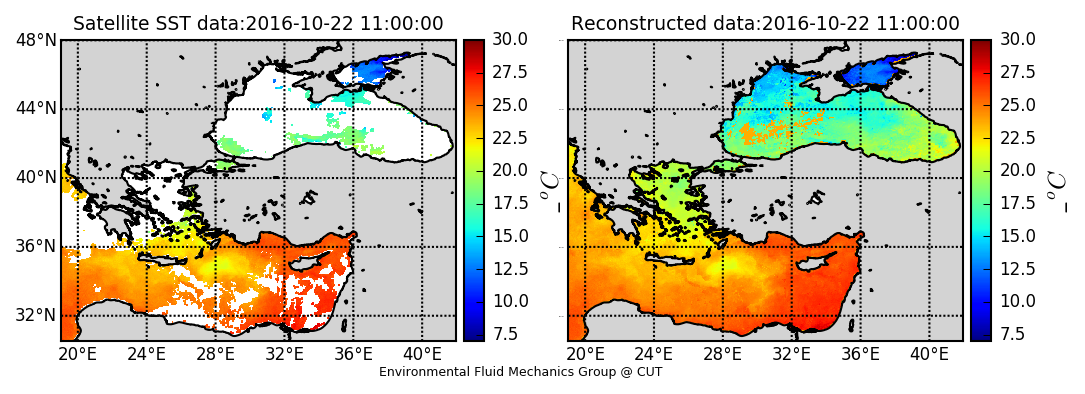 Satellite SST data:2016-10-22 11:00:00
48°N
44°N
40°N
36°N
32°N
20°E 24°E 28°E 32°E 36°E 40°E
30.0
27.5
25.0
22.5
20.0
17.5
15.0
12.5
10.0
7.5
_°C
Reconstructed data:2016-10-22 11:00:00
20°E 24°E 28°E 32°E 36°E 40°E
30.0
27.5
25.0
22.5
20.0
17.5
15.0
12.5
10.0
7.5
_°C
Environmental Fluid Mechanics Group @ CUT